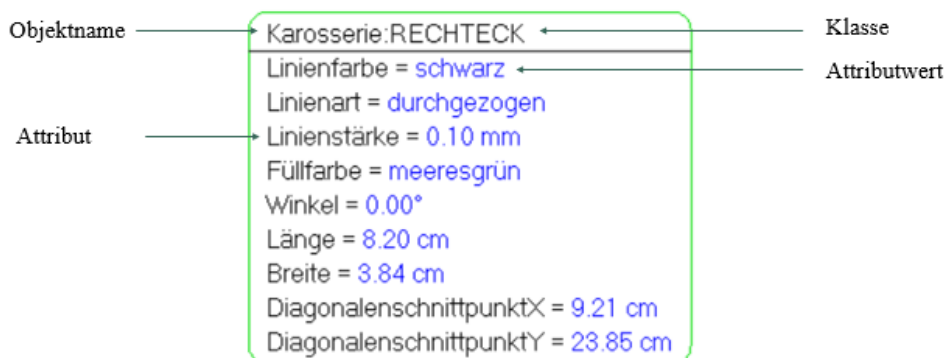 Objektname
Karosserie:RECHTECK
Klasse
Linienfarbe = schwarz
Attributwert
Linienart = durchgezogen
Attribut
Linienstärke = 0.10 mm
Füllfarbe = meeresgrün
Winkel = 0.00°
Länge = 8.20 cm
Breite = 3.84 cm
DiagonalenschnittpunktX = 9.21 cm
DiagonalenschnittpunktY = 23.85 cm